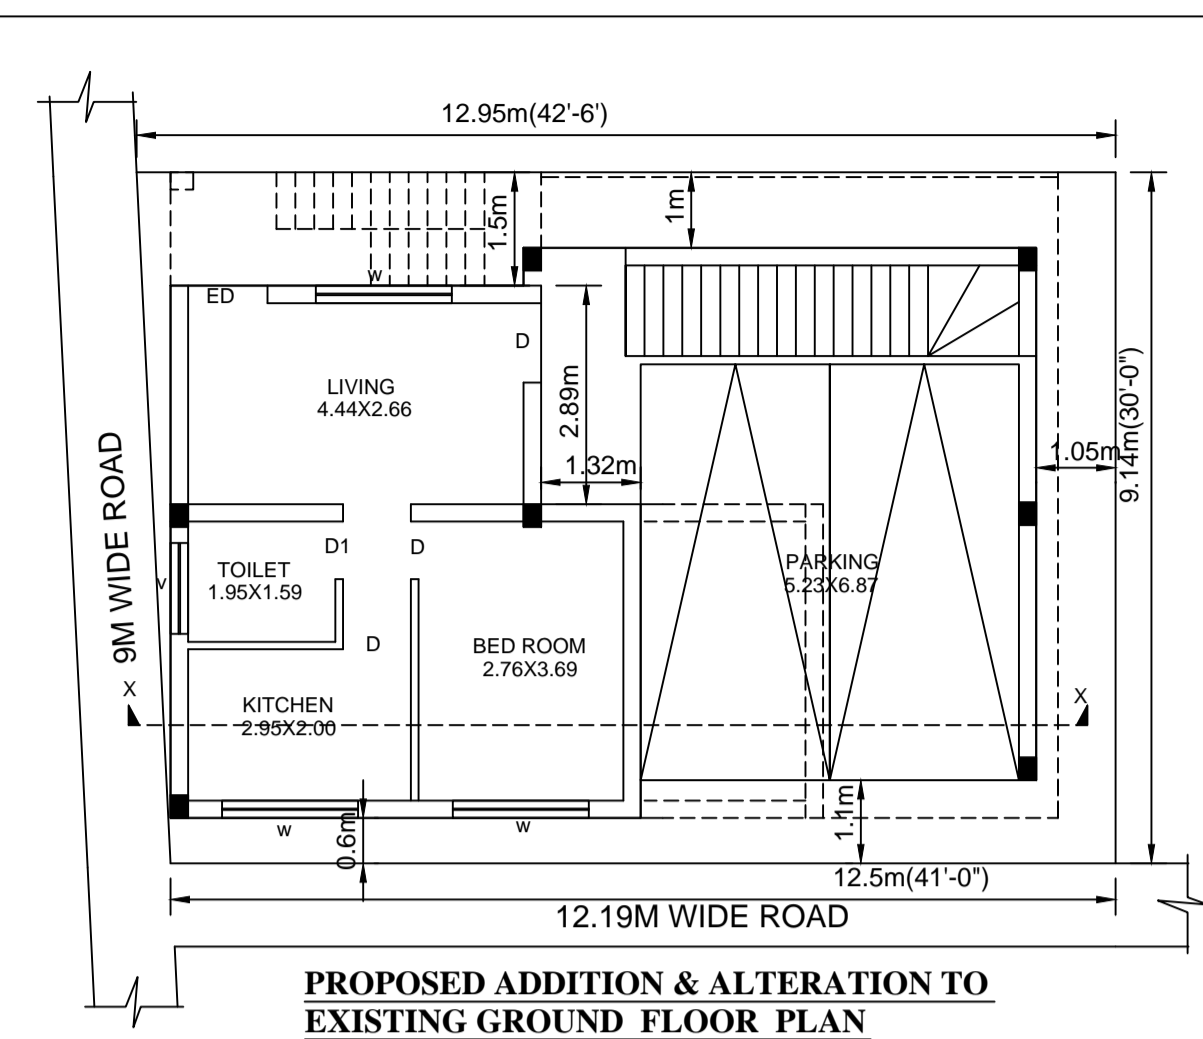 12.95m(42'-6')
1.5m
1m
w
ED
D
LIVING
4.44X2.66
2.89m
1.32m
1.05m
9.14m(30'-0")
9M WIDE ROAD
D1
D
TOILET
1.95X1.59
v
PARKING
5.23X6.87
D
BED ROOM
2.76X3.69
X
X
KITCHEN
2.95X2.00
w
w
0.6m
1.1m
12.5m(41'-0")
12.19M WIDE ROAD
PROPOSED ADDITION & ALTERATION TO
EXISTING GROUND FLOOR PLAN